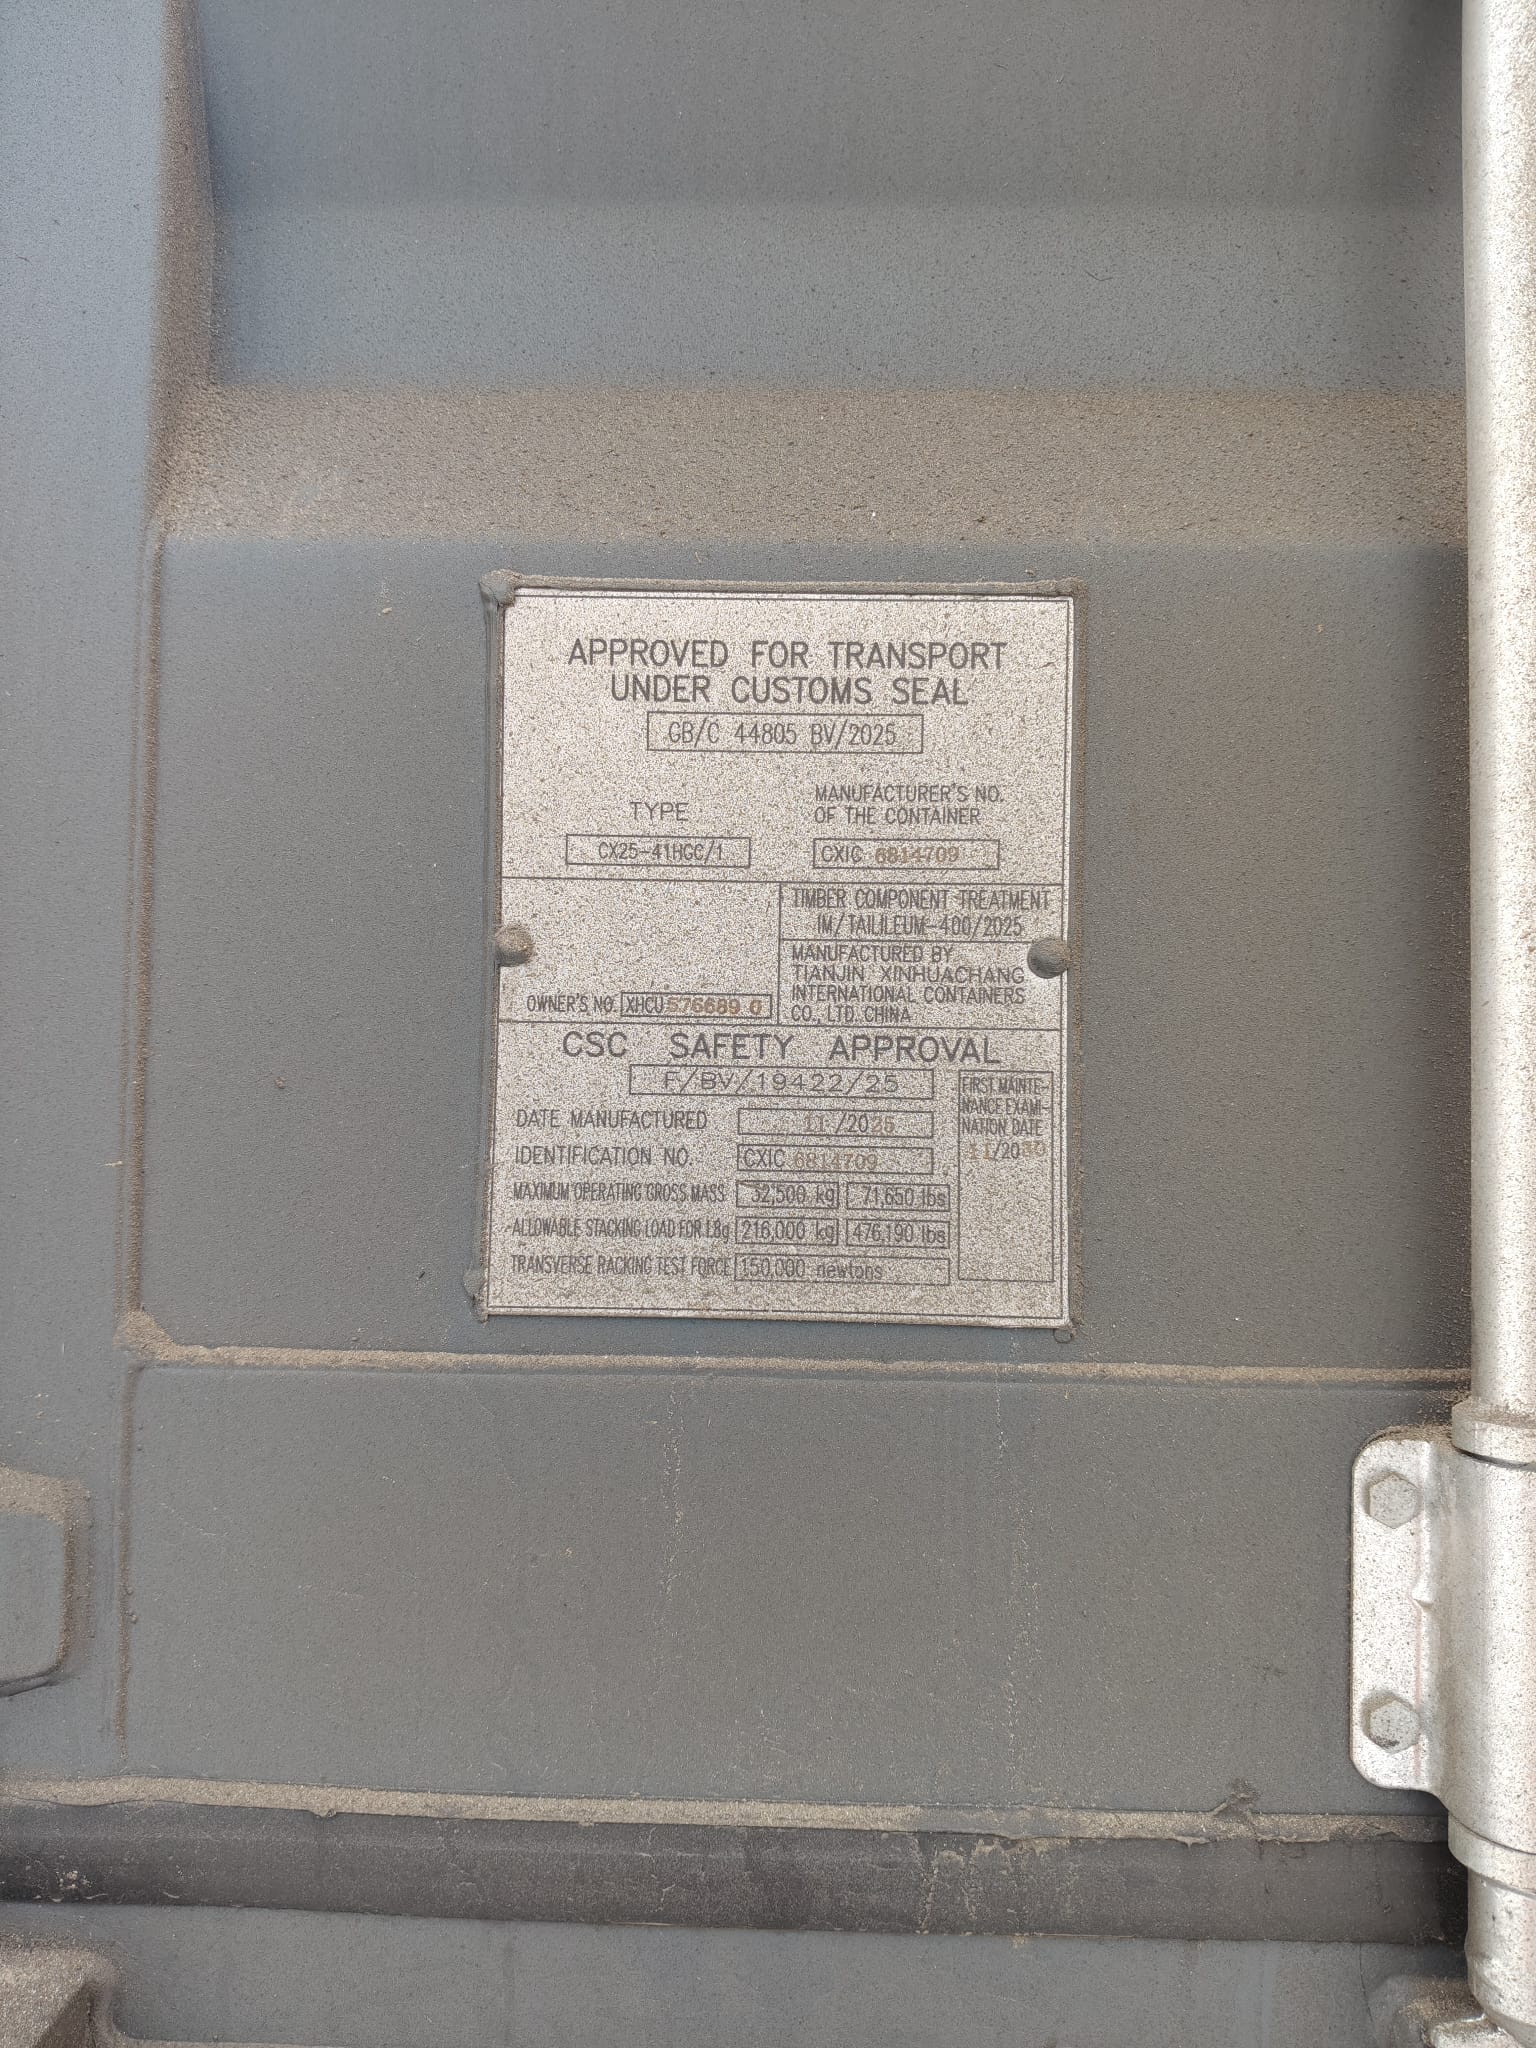 APPROVED FOR TRANSPORT
UNDER CUSTOMS SEAL
GB/C 44805 BV/2025
TYPE
CX25-41HGC/1
MANUFACTURER'S NO.
OF THE CONTAINER
CXIC 6814709
TIMBER COMPONENT TREATMENT
IM/TAILILEUM-400/2025
MANUFACTURED BY
TIANJIN XINHUACHANG
INTERNATIONAL CONTAINERS
CO., LTD. CHINA
OWNER'S NO. XHCU 576689 0
CSC SAFETY APPROVAL
F/BV/19422/25
DATE MANUFACTURED 11/2025
IDENTIFICATION NO. CXIC 6814709
MAXIMUM OPERATING GROSS MASS 32,500 kg 71,650 lbs
ALLOWABLE STACKING LOAD FOR 1.8g 216,000 kg 476,190 lbs
TRANSVERSE RACKING TEST FORCE 150,000 newtons
FIRST MAINTE-
NANCE EXAMI-
NATION DATE
11/2030